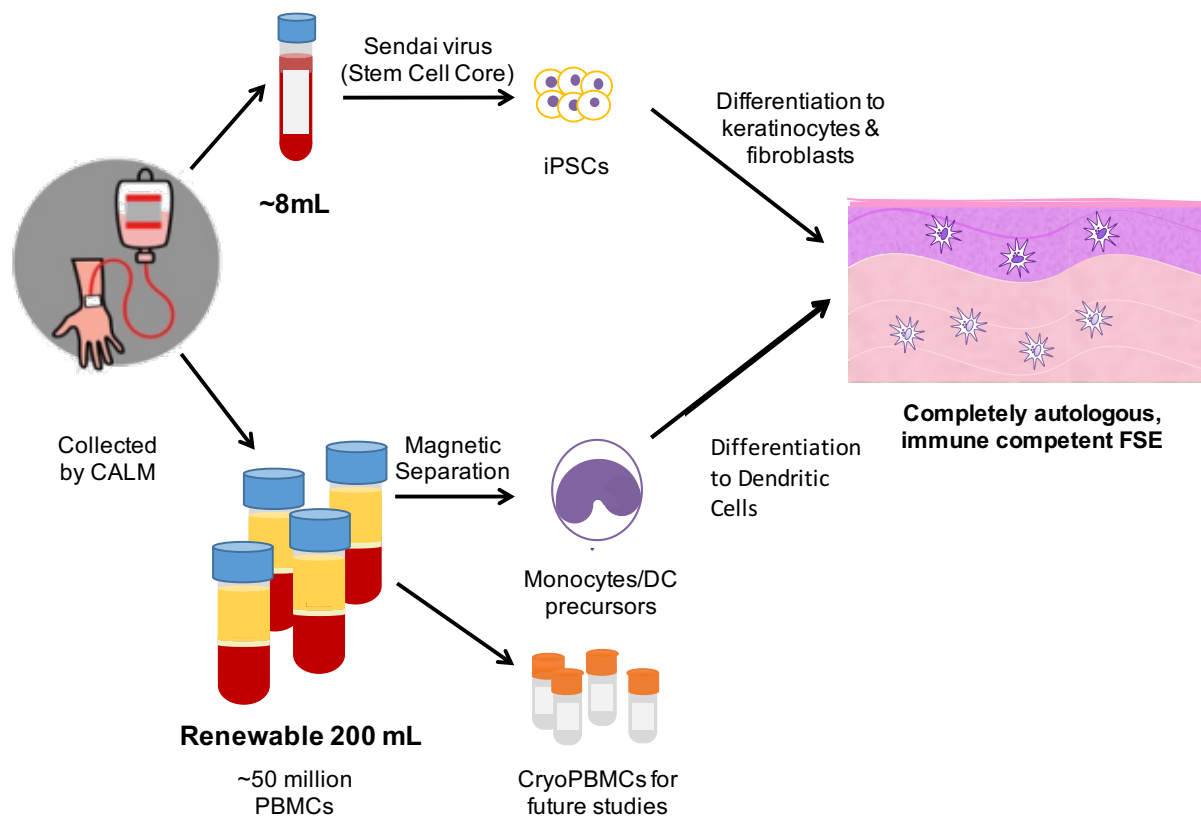 Sendai virus
(Stem Cell Core)
~8mL
iPSCs
Differentiation to
keratinocytes &
fibroblasts
Collected
by CALM
Magnetic
Separation
Monocytes/DC
precursors
Differentiation
to Dendritic
Cells
Completely autologous,
immune competent FSE
Renewable 200 mL
~50 million
PBMCs
CryoPBMCs for
future studies